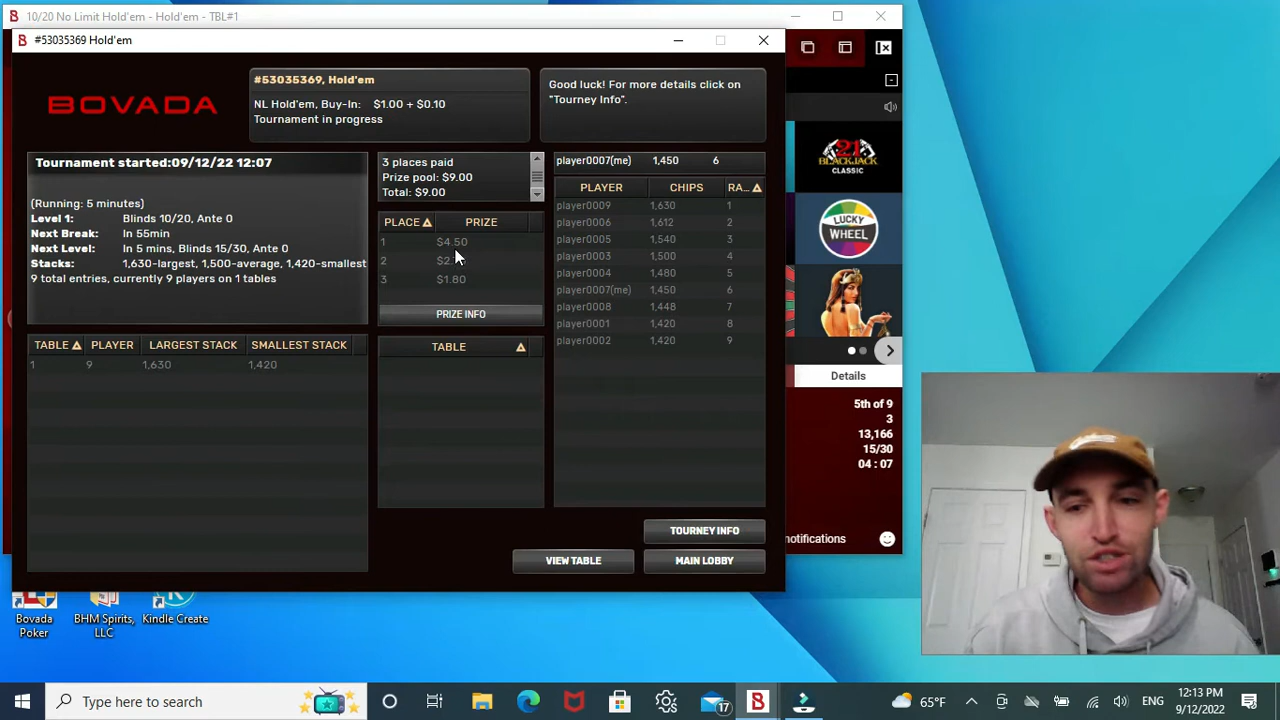 10/20 No Limit Hold'em - Hold'em - TBL#1
#53035369 Hold'em
BOVADA
#53035369, Hold'em
NL Hold'em, Buy-In: $1.00 + $0.10
Tournament in progress
Good luck! For more details click on
"Tourney Info".
Tournament started:09/12/22 12:07
(Running: 5 minutes)
Level 1: Blinds 10/20, Ante 0
Next Break: In 55min
Next Level: In 5 mins, Blinds 15/30, Ante 0
Stacks: 1,630-largest, 1,500-average, 1,420-smallest
9 total entries, currently 9 players on 1 tables
3 places paid
Prize pool: $9.00
Total: $9.00
PLACE PRIZE
1 $4.50
2
3 $1.80
PRIZE INFO
player0007(me) 1,450 6
PLAYER CHIPS RA...
player0009 1,630 1
player0006 1,612 2
player0005 1,540 3
player0003 1,500 4
player0004 1,480 5
player0007(me) 1,450 6
player0008 1,448 7
player0001 1,420 8
player0002 1,420 9
TABLE PLAYER LARGEST STACK SMALLEST STACK
1 9 1,630 1,420
TABLE
TOURNEY INFO
VIEW TABLE
MAIN LOBBY
21
BLACKJACK
CLASSIC
LUCKY
WHEEL
Details
5th of 9
3
13,166
15/30
04 : 07
notifications
Bovada
Poker
BHM Spirits,
LLC
Kindle Create
Type here to search
17
65°F
ENG
12:13 PM
9/12/2022